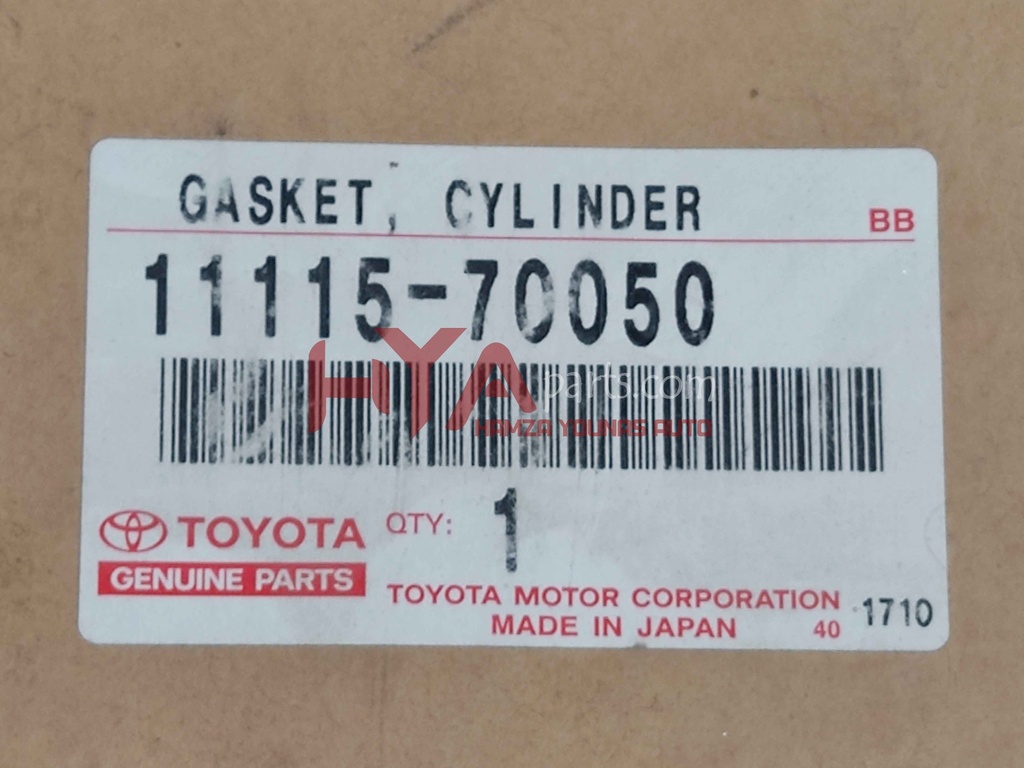 GASKET, CYLINDER
BB
11115-70050
HYAparts.com
HAMZA YOUNAS AUTO
TOYOTA
GENUINE PARTS
QTY: 1
TOYOTA MOTOR CORPORATION
MADE IN JAPAN 40
1710